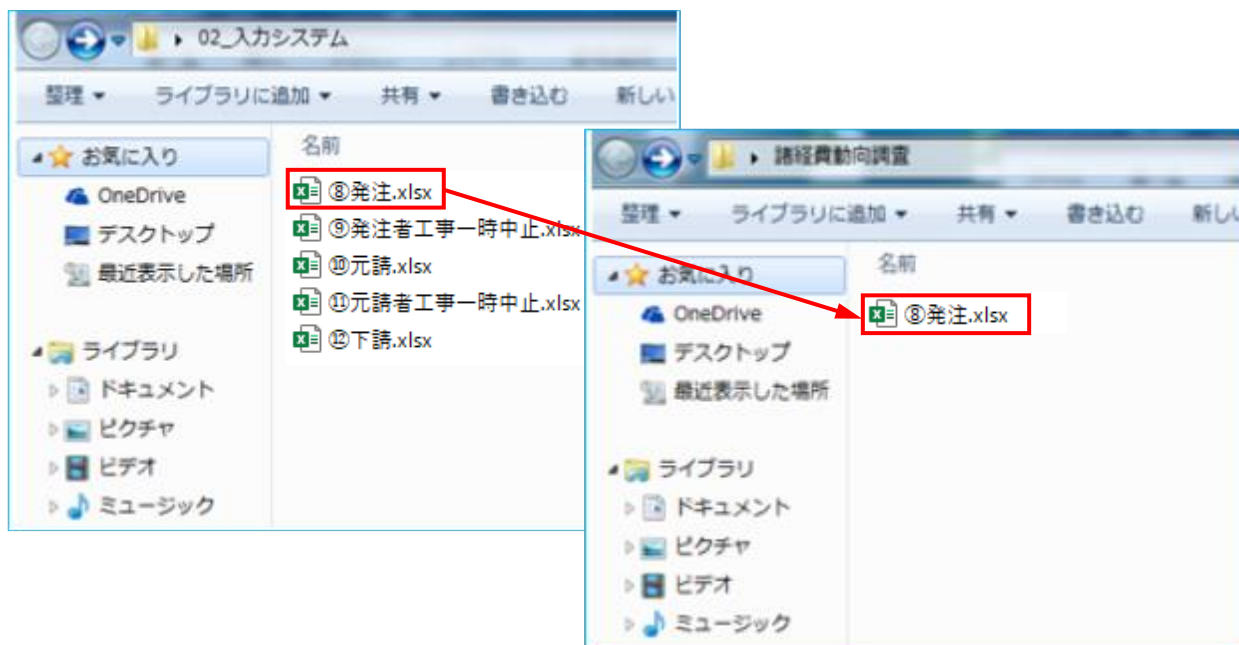 02_入力システム
整理 ライブラリに追加 共有 書き込む 新しい
お気に入り
OneDrive
デスクトップ
最近表示した場所
ライブラリ
ドキュメント
ピクチャ
ビデオ
ミュージック
名前
⑧発注.xlsx
⑨発注者工事一時中止.xlsx
⑩元請.xlsx
⑪元請者工事一時中止.xlsx
⑫下請.xlsx
諸経費動向調査
整理 ライブラリに追加 共有 書き込む 新し
お気に入り
OneDrive
デスクトップ
最近表示した場所
ライブラリ
ドキュメント
ピクチャ
ビデオ
ミュージック
名前
⑧発注.xlsx